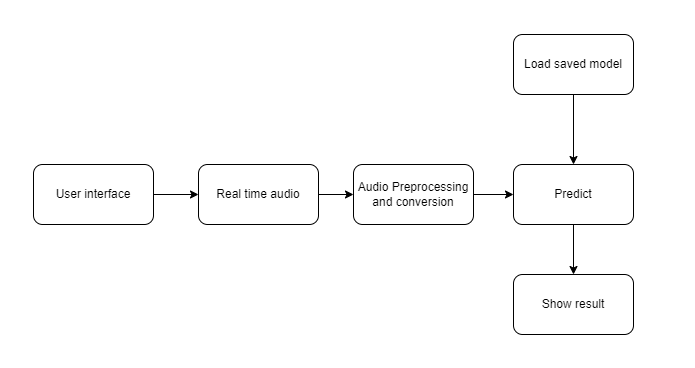 Load saved model
User interface
Real time audio
Audio Preprocessing
and conversion
Predict
Show result